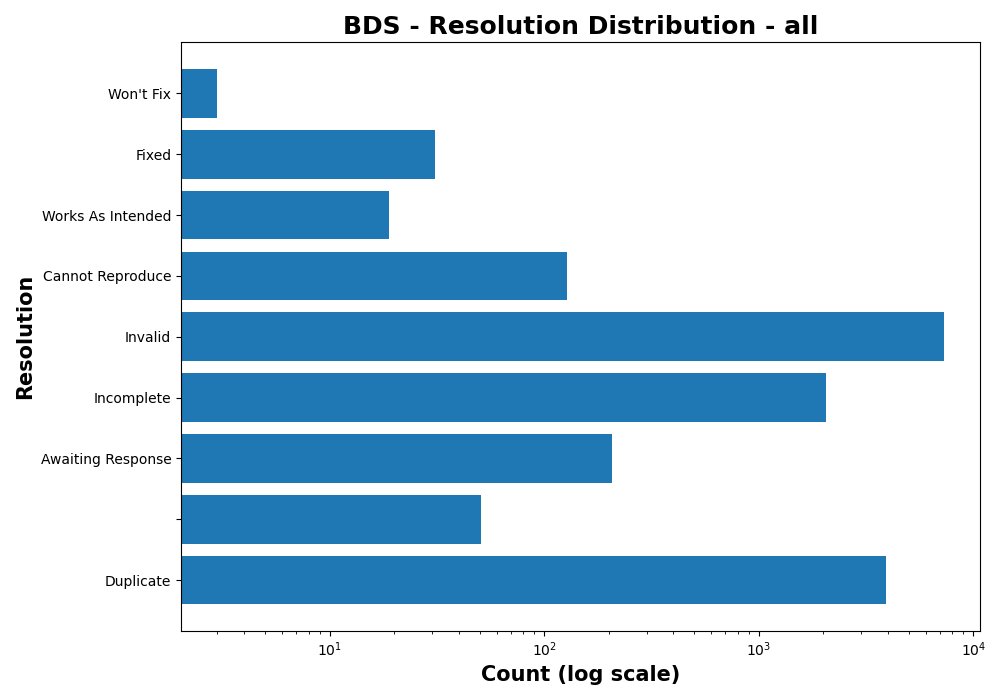 BDS - Resolution Distribution - all
Won't Fix
Fixed
Works As Intended
Cannot Reproduce
Invalid
Incomplete
Awaiting Response
Duplicate
Resolution
10¹ 10² 10³ 10⁴
Count (log scale)